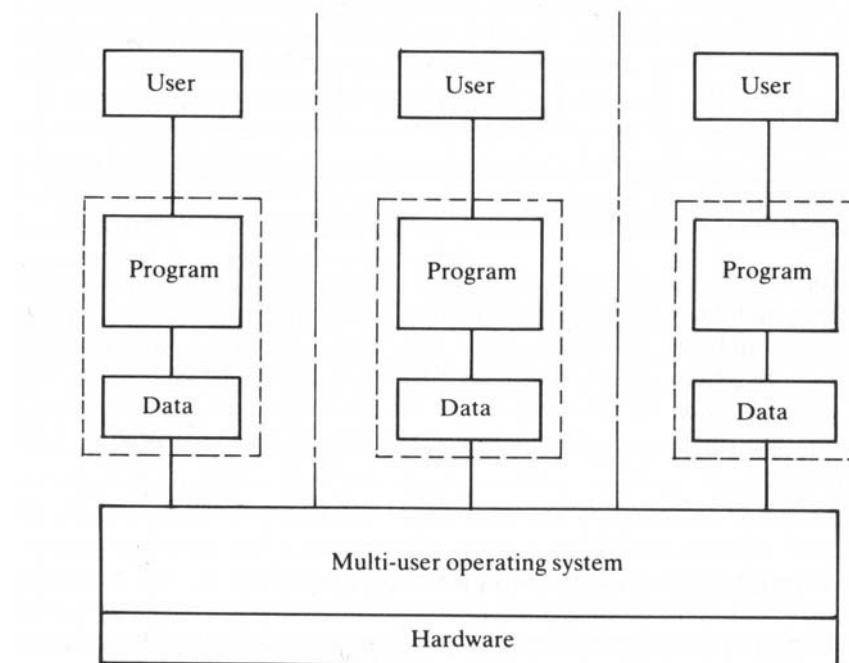 User
User
User
Program
Program
Program
Data
Data
Data
Multi-user operating system
Hardware